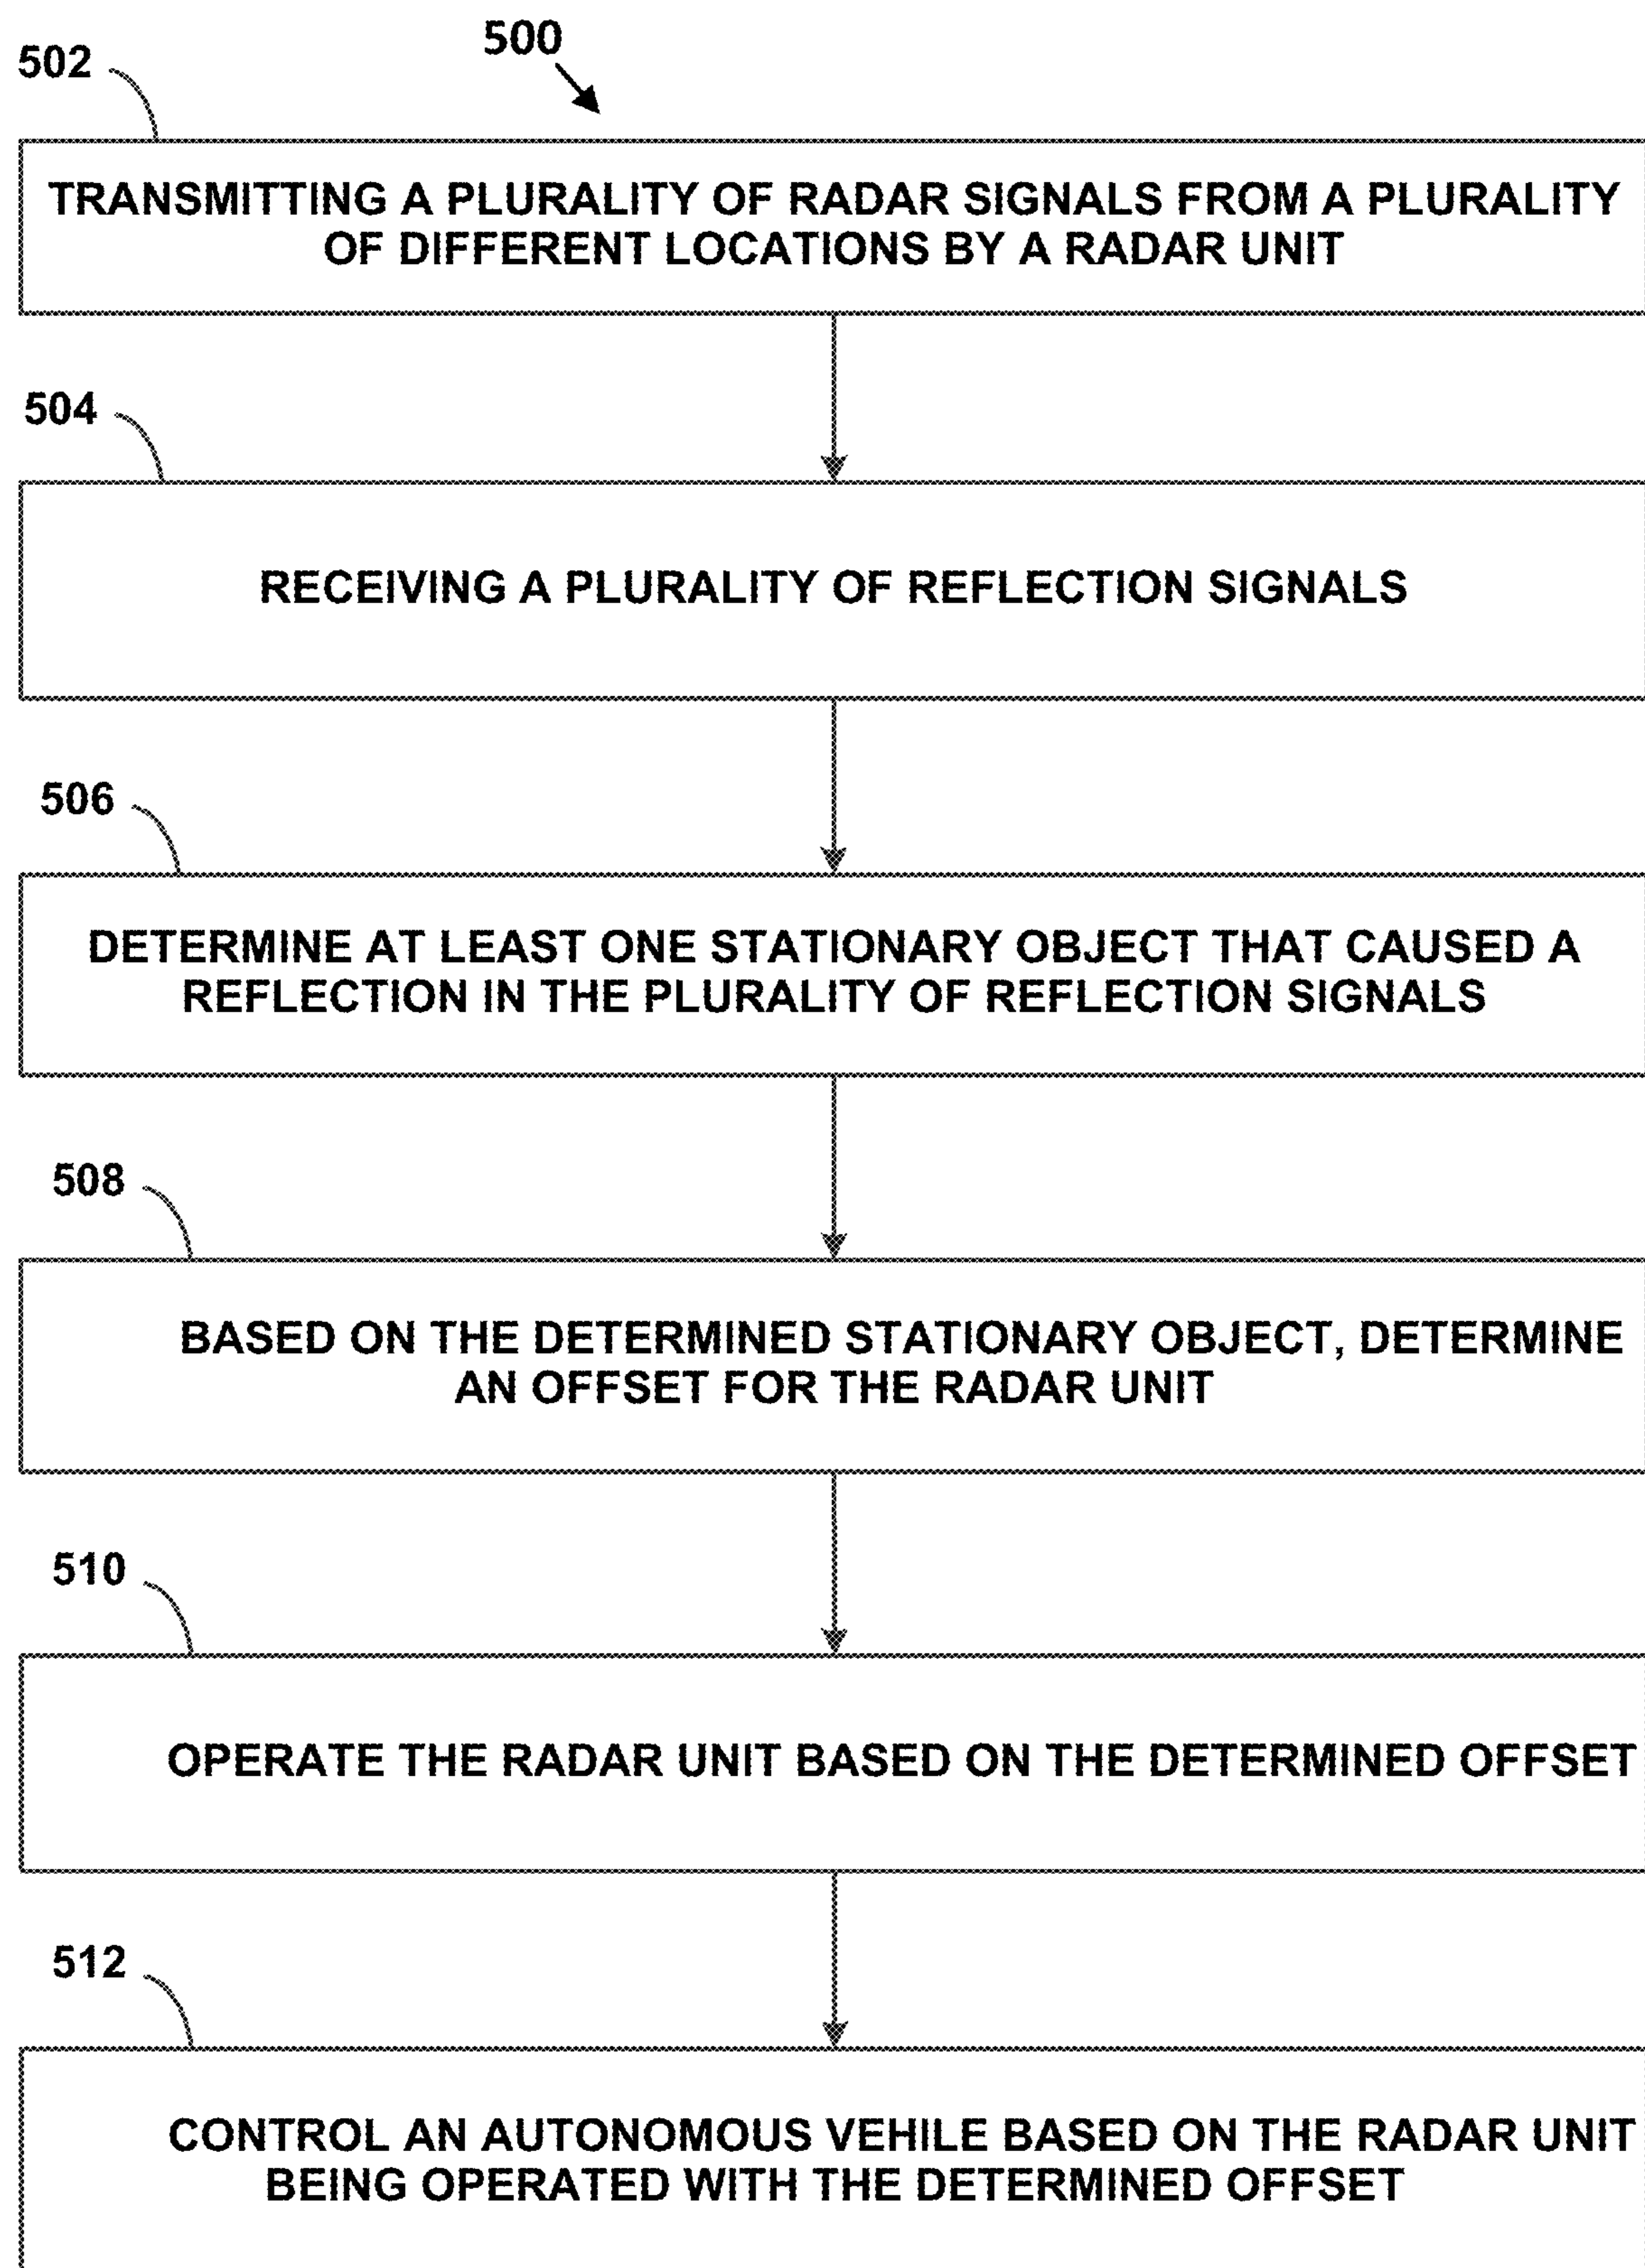 500
502
TRANSMITTING A PLURALITY OF RADAR SIGNALS FROM A PLURALITY
OF DIFFERENT LOCATIONS BY A RADAR UNIT
504
RECEIVING A PLURALITY OF REFLECTION SIGNALS
506
DETERMINE AT LEAST ONE STATIONARY OBJECT THAT CAUSED A
REFLECTION IN THE PLURALITY OF REFLECTION SIGNALS
508
BASED ON THE DETERMINED STATIONARY OBJECT, DETERMINE
AN OFFSET FOR THE RADAR UNIT
510
OPERATE THE RADAR UNIT BASED ON THE DETERMINED OFFSET
512
CONTROL AN AUTONOMOUS VEHILE BASED ON THE RADAR UNIT
BEING OPERATED WITH THE DETERMINED OFFSET